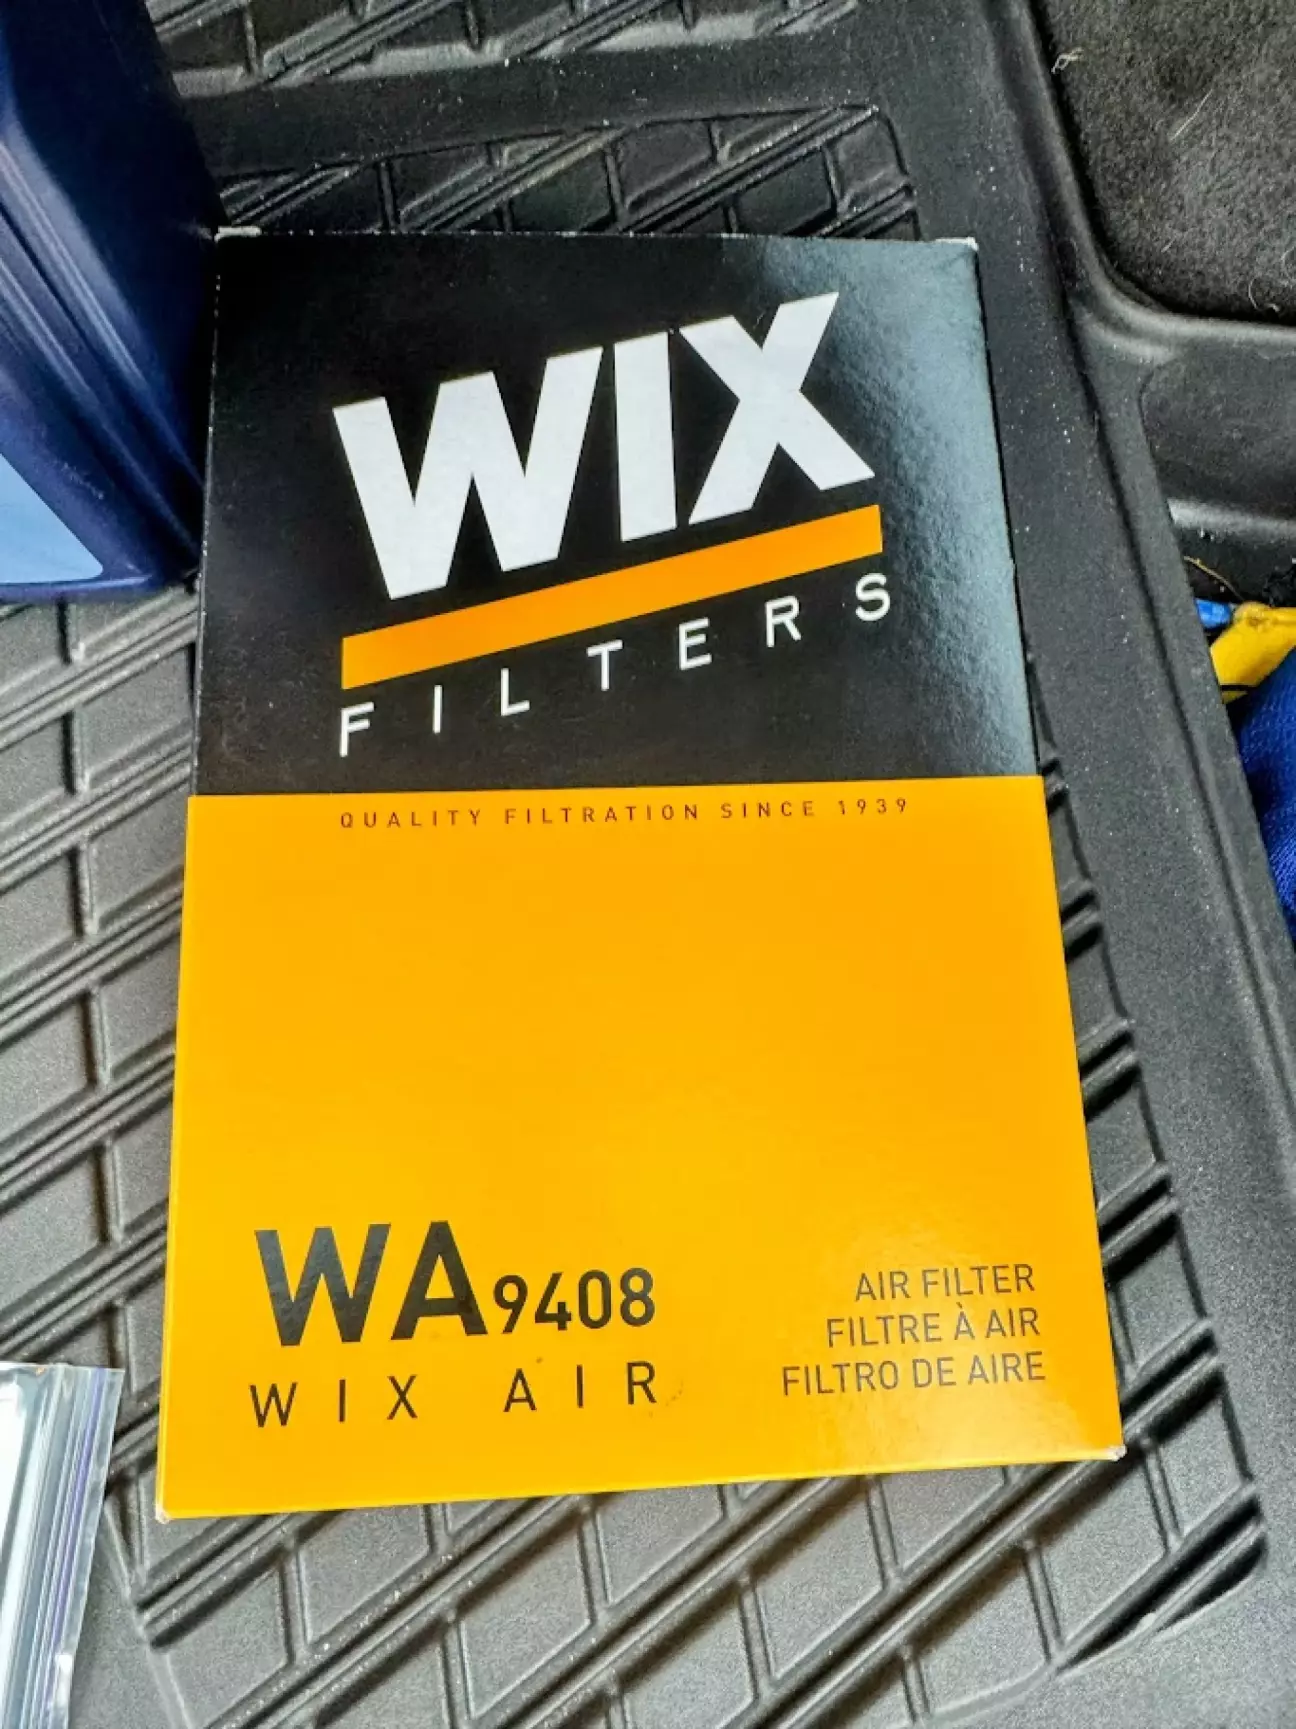 WIX
FILTERS
QUALITY FILTRATION SINCE 1939
WA9408
WIX AIR
AIR FILTER
FILTRE À AIR
FILTRO DE AIRE